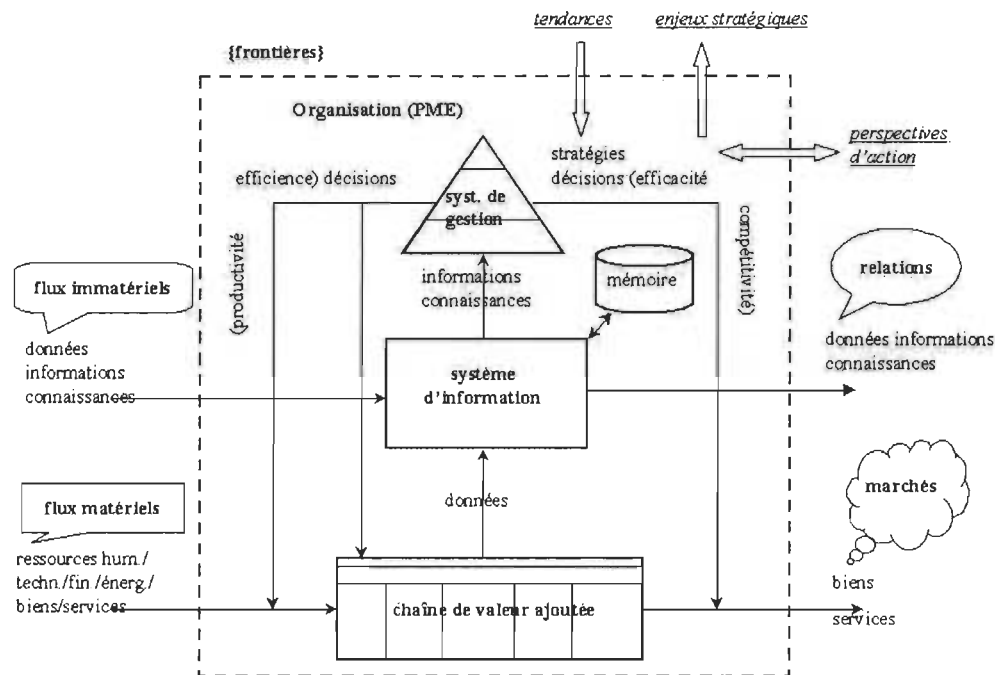 tendances
enjeux stratégiques
{frontières}
Organisation (PME)
perspectives
d'action
stratégies
décisions (efficacité
efficience) décisions
syst. de
gestion
(productivité
compétitivité)
informations
connaissances
mémoire
flux immatériels
relations
données
informations
connaissances
données informations
connaissances
système
d'information
données
flux matériels
marchés
ressources hum./
techn./fin./énerg./
biens/services
chaîne de valeur ajoutée
biens
services